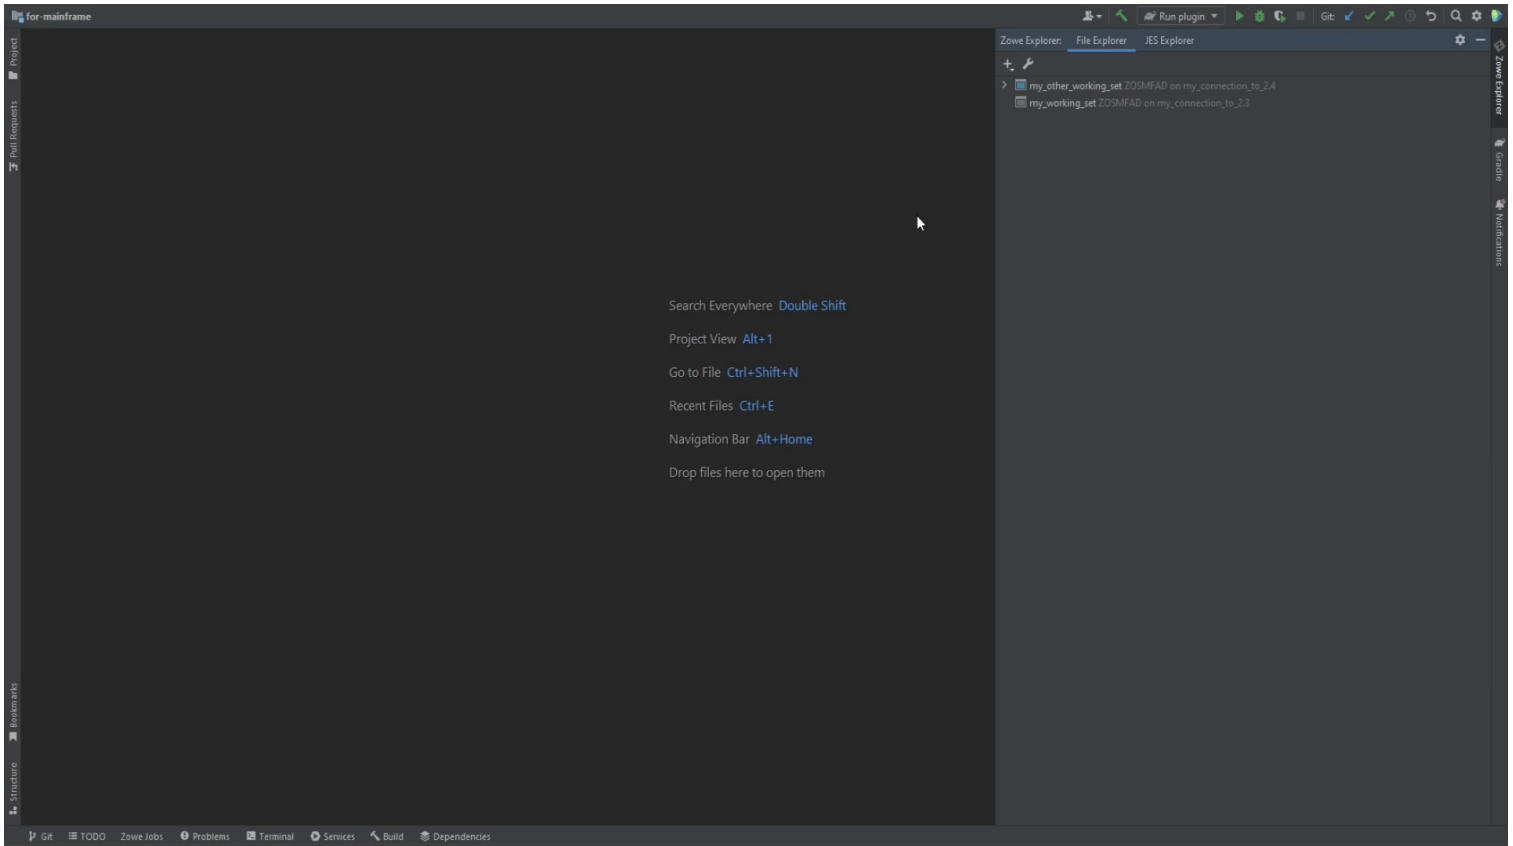 for-mainframe
Run plugin
Git:
Project
Pull Requests
Bookmarks
Structure
Search Everywhere Double Shift
Project View Alt+1
Go to File Ctrl+Shift+N
Recent Files Ctrl+E
Navigation Bar Alt+Home
Drop files here to open them
Zowe Explorer: File Explorer JES Explorer
my_other_working_set ZOSMFAD on my_connection_to_2.4
my_working_set ZOSMFAD on my_connection_to_2.3
Zowe Explorer
Gradle
Notifications
Git TODO Zowe Jobs Problems Terminal Services Build Dependencies